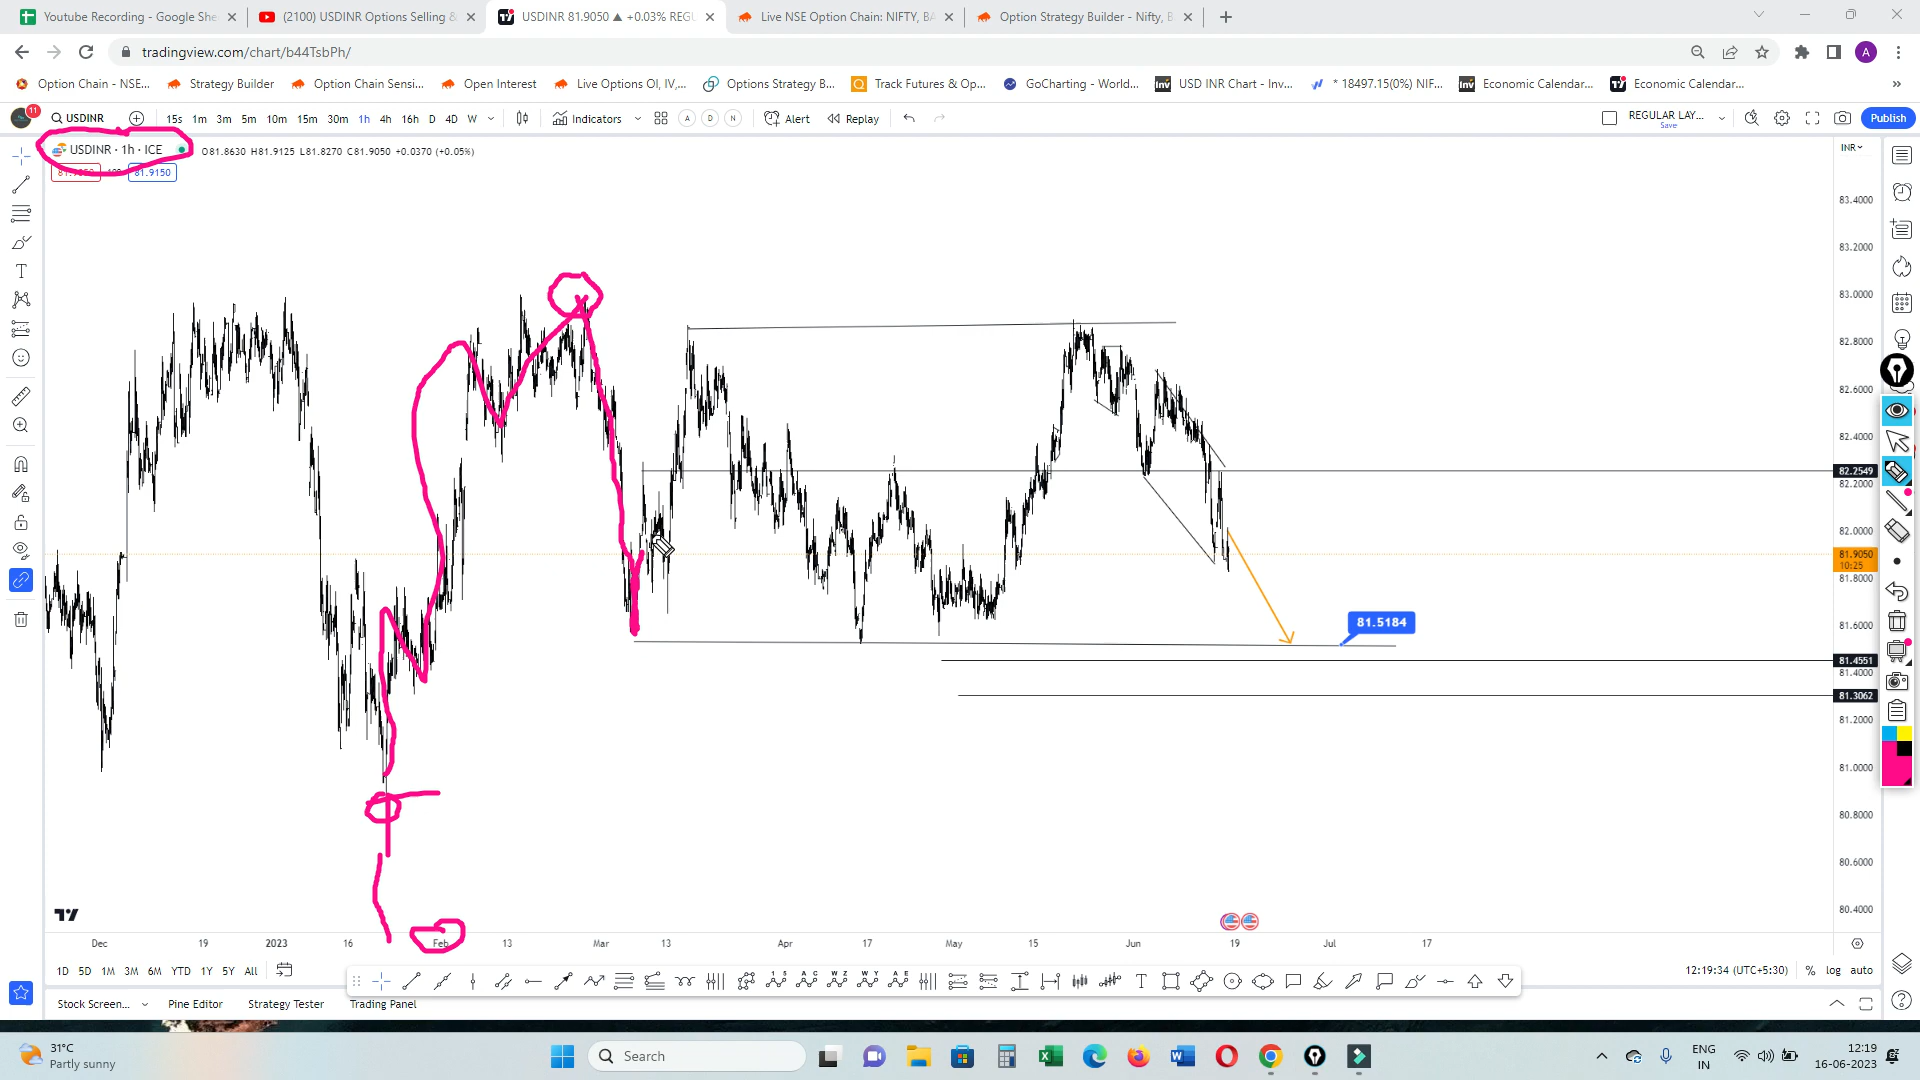 Youtube Recording - Google She
(2100) USDINR Options Selling &
USDINR 81.9050 ▲ +0.03% REGU
Live NSE Option Chain: NIFTY, BA
Option Strategy Builder - Nifty, B
tradingview.com/chart/b44TsbPh/
A
Option Chain - NSE...
Strategy Builder
Option Chain Sensi...
Open Interest
Live Options OI, IV,...
Options Strategy B...
Track Futures & Op...
GoCharting - World...
USD INR Chart - Inv...
* 18497.15(0%) NIF...
Economic Calendar...
Economic Calendar...
11
USDINR
15s 1m 3m 5m 10m 15m 30m 1h 4h 16h D 4D W
Indicators
A D N
Alert
Replay
REGULAR LAY...
Save
Publish
USDINR · 1h · ICE
O81.8630 H81.9125 L81.8270 C81.9050 +0.0370 (+0.05%)
81.9150
INR
83.4000
83.2000
83.0000
82.8000
82.6000
82.4000
82.2549
82.2000
82.0000
81.9050
10:25
81.8000
81.6000
81.5184
81.4551
81.4000
81.3062
81.2000
81.0000
80.8000
80.6000
80.4000
Dec 19 2023 16 Feb 13 Mar 13 Apr 17 May 15 Jun 19 Jul 17
1D 5D 1M 3M 6M YTD 1Y 5Y All
12:19:34 (UTC+5:30) % log auto
Stock Screen...
Pine Editor
Strategy Tester
Trading Panel
31°C
Partly sunny
Search
ENG
IN
12:19
16-06-2023